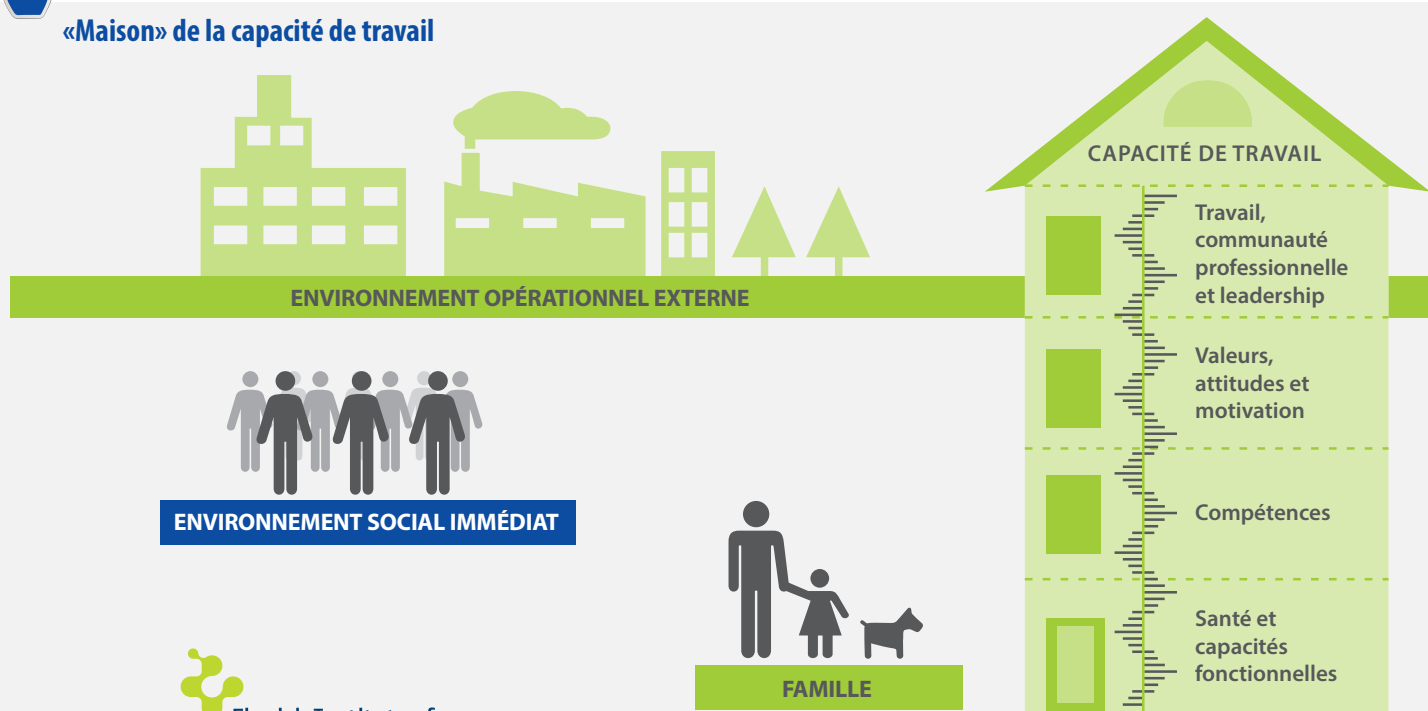 «Maison» de la capacité de travail
CAPACITÉ DE TRAVAIL
Travail,
communauté
professionnelle
et leadership
ENVIRONNEMENT OPÉRATIONNEL EXTERNE
Valeurs,
attitudes et
motivation
ENVIRONNEMENT SOCIAL IMMÉDIAT
Compétences
Santé et
capacités
fonctionnelles
FAMILLE